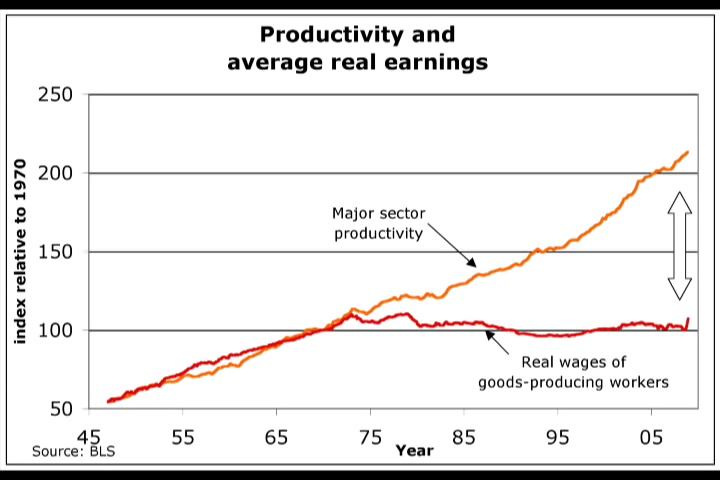 Productivity and
average real earnings
250
200
150
100
50
index relative to 1970
Major sector
productivity
Real wages of
goods-producing workers
45 55 65 75 85 95 05
Year
Source: BLS